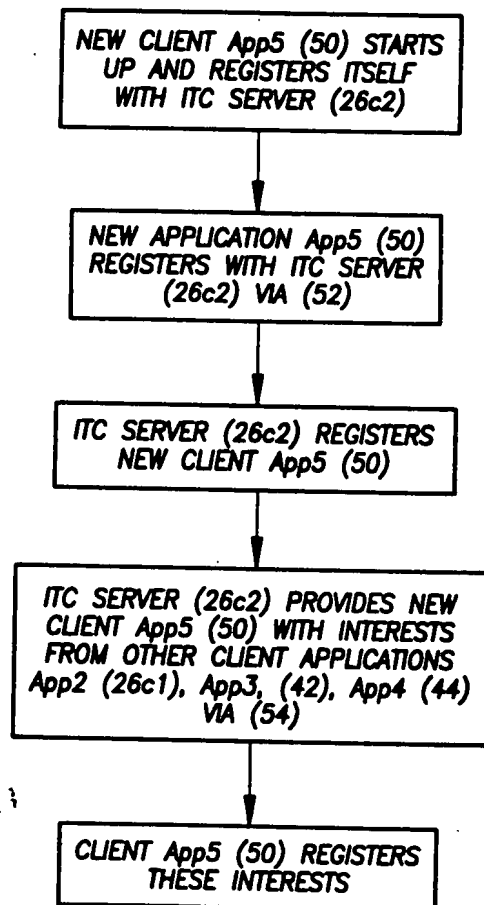 NEW CLIENT App5 (50) STARTS
UP AND REGISTERS ITSELF
WITH ITC SERVER (26c2)
NEW APPLICATION App5 (50)
REGISTERS WITH ITC SERVER
(26c2) VIA (52)
ITC SERVER (26c2) REGISTERS
NEW CLIENT App5 (50)
ITC SERVER (26c2) PROVIDES NEW
CLIENT App5 (50) WITH INTERESTS
FROM OTHER CLIENT APPLICATIONS
App2 (26c1), App3, (42), App4 (44)
VIA (54)
CLIENT App5 (50) REGISTERS
THESE INTERESTS